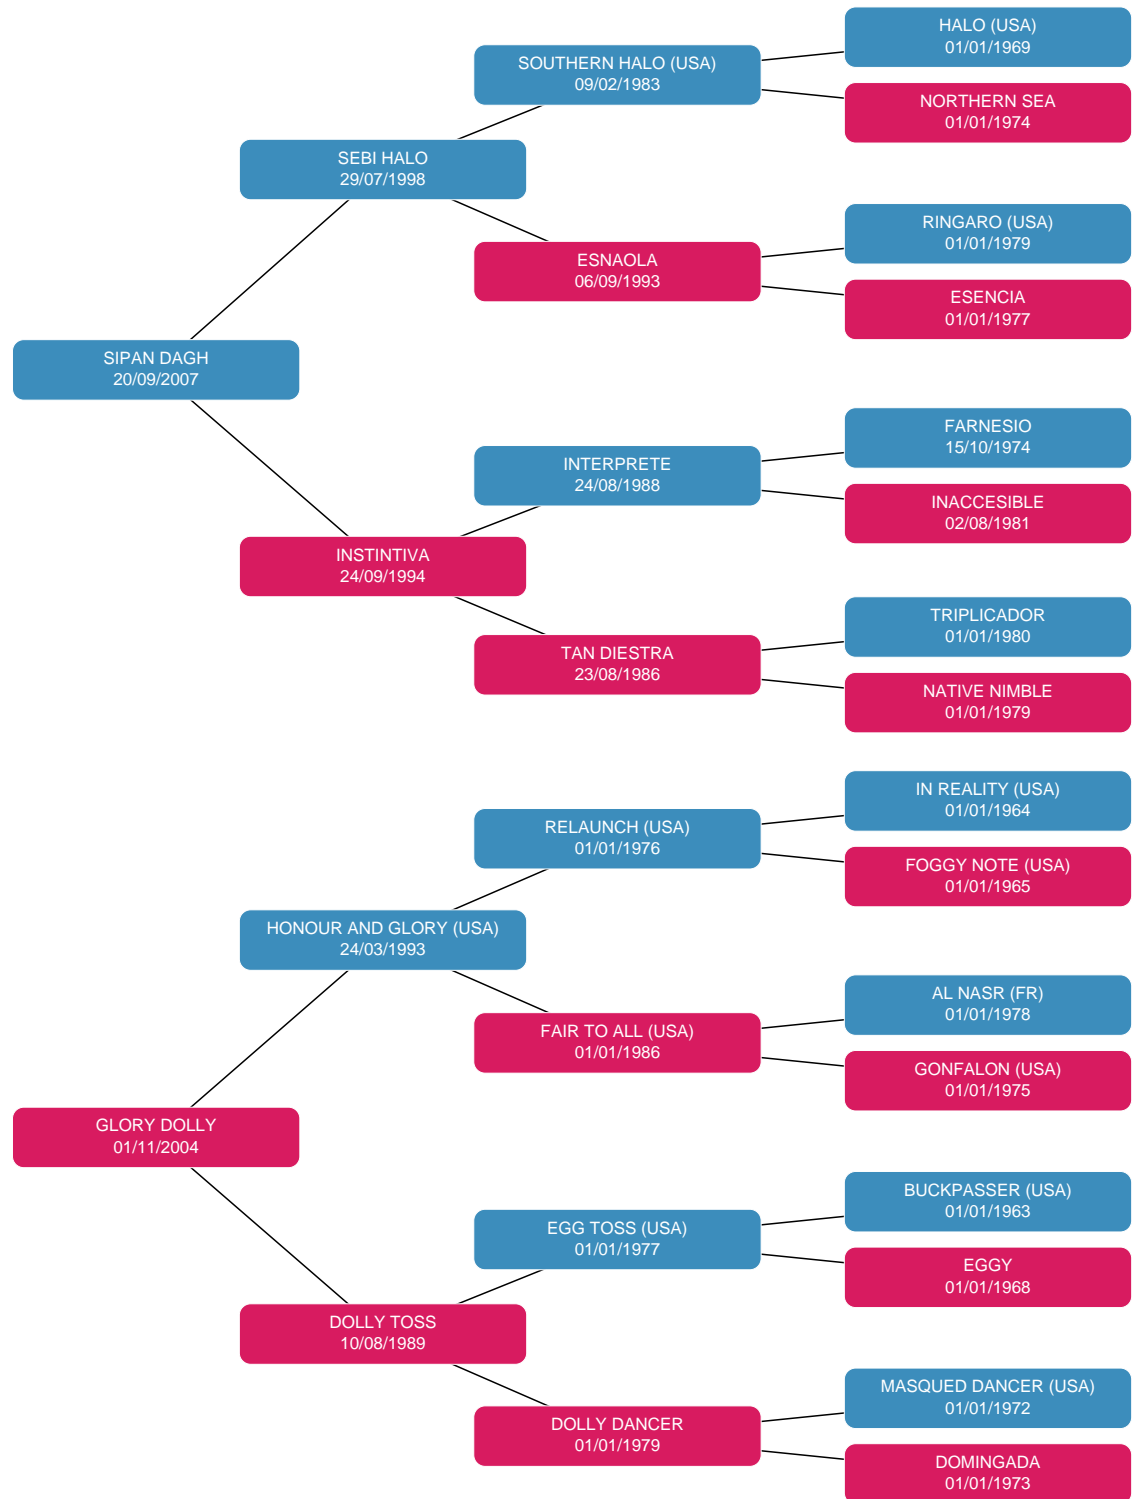 HALO (USA)
01/01/1969
SOUTHERN HALO (USA)
09/02/1983
NORTHERN SEA
01/01/1974
SEBI HALO
29/07/1998
RINGARO (USA)
01/01/1979
ESNAOLA
06/09/1993
ESENCIA
01/01/1977
SIPAN DAGH
20/09/2007
FARNESIO
15/10/1974
INTERPRETE
24/08/1988
INACCESIBLE
02/08/1981
INSTINTIVA
24/09/1994
TRIPLICADOR
01/01/1980
TAN DIESTRA
23/08/1986
NATIVE NIMBLE
01/01/1979
IN REALITY (USA)
01/01/1964
RELAUNCH (USA)
01/01/1976
FOGGY NOTE (USA)
01/01/1965
HONOUR AND GLORY (USA)
24/03/1993
AL NASR (FR)
01/01/1978
FAIR TO ALL (USA)
01/01/1986
GONFALON (USA)
01/01/1975
GLORY DOLLY
01/11/2004
BUCKPASSER (USA)
01/01/1963
EGG TOSS (USA)
01/01/1977
EGGY
01/01/1968
DOLLY TOSS
10/08/1989
MASQUED DANCER (USA)
01/01/1972
DOLLY DANCER
01/01/1979
DOMINGADA
01/01/1973